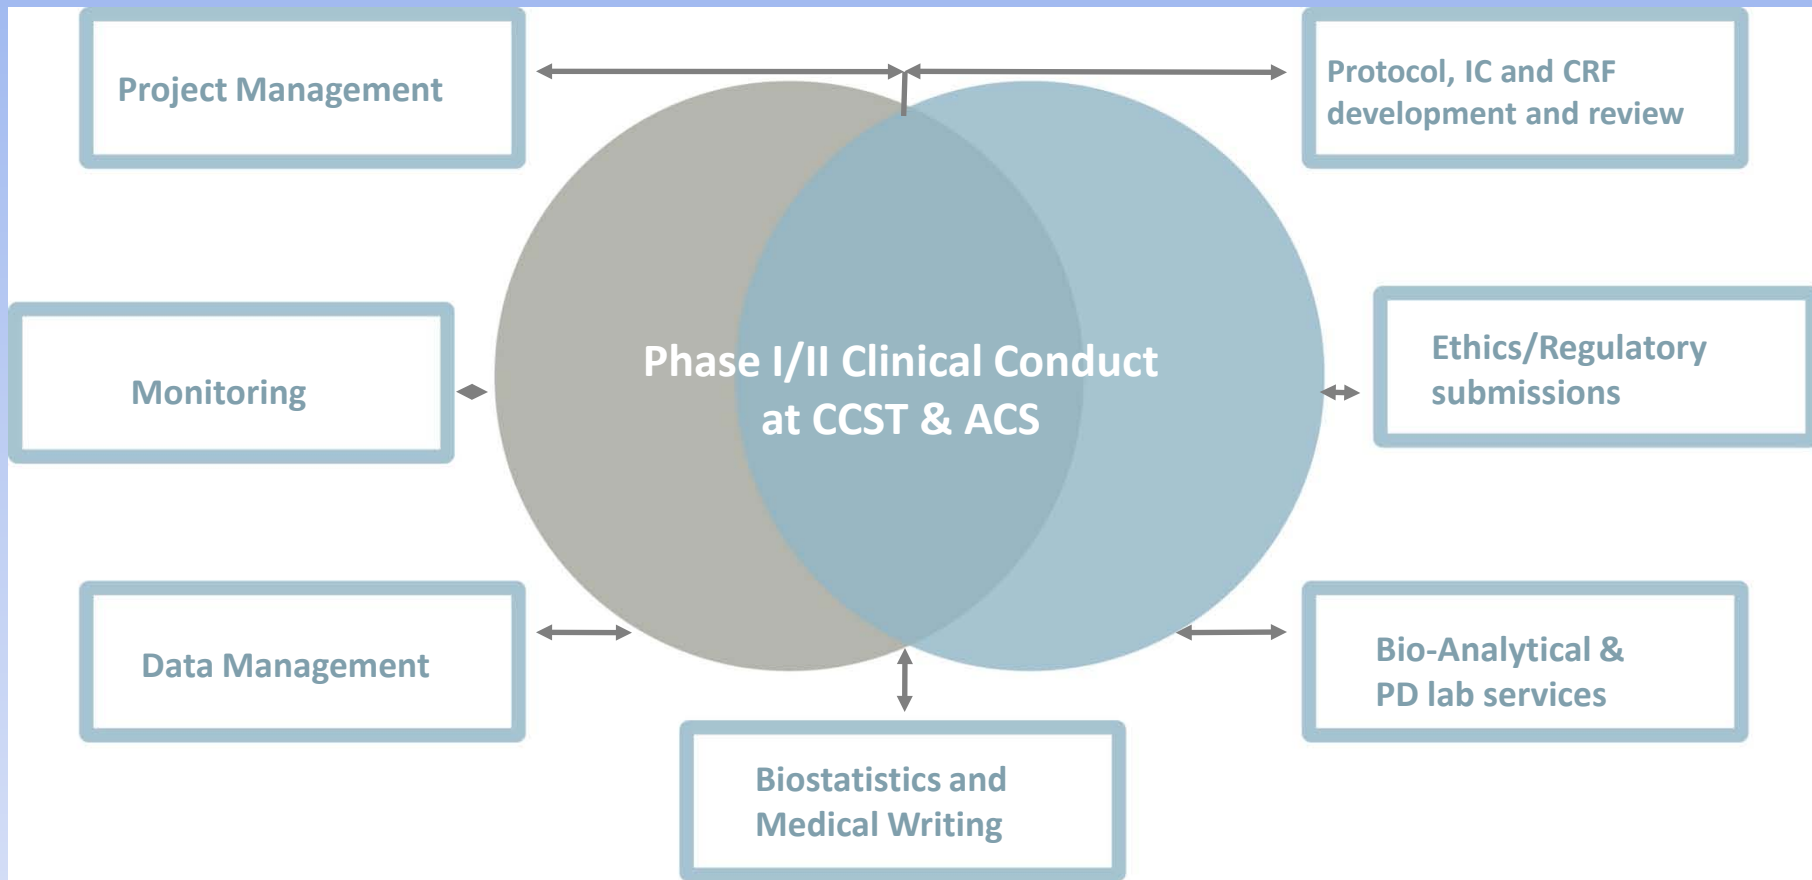 Project Management
Protocol, IC and CRF
development and review
Phase I/II Clinical Conduct
at CCST & ACS
Monitoring
Ethics/Regulatory
submissions
Data Management
Bio-Analytical &
PD lab services
Biostatistics and
Medical Writing